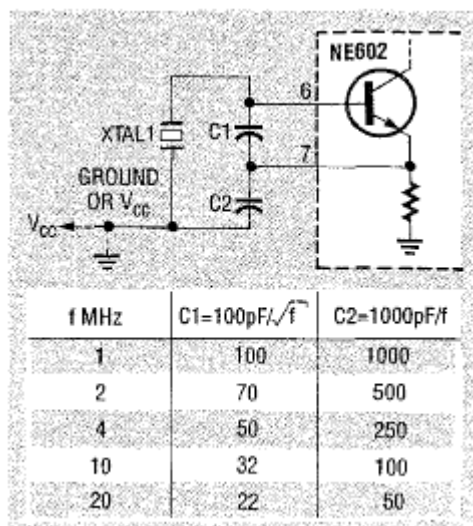 NE602
6
XTAL1
C1
7
GROUND
OR VCC
C2
VCC
f MHz C1=100pF/√f C2=1000pF/f
1 100 1000
2 70 500
4 50 250
10 32 100
20 22 50